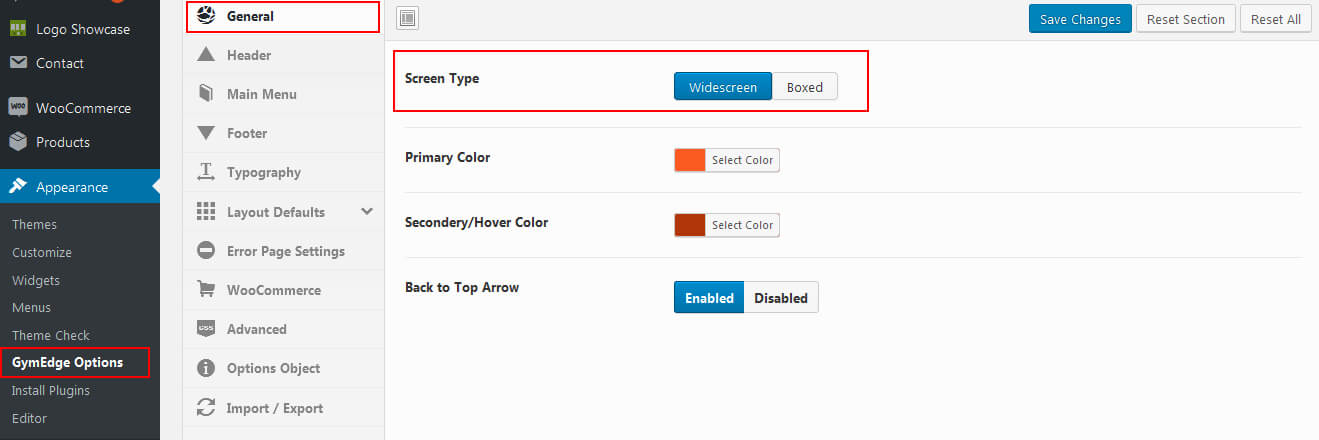 Logo Showcase
Contact
WooCommerce
Products
Appearance
Themes
Customize
Widgets
Menus
Theme Check
GymEdge Options
Install Plugins
Editor
General
Header
Main Menu
Footer
Typography
Layout Defaults
Error Page Settings
WooCommerce
Advanced
Options Object
Import / Export
Save Changes Reset Section Reset All
Screen Type Widescreen Boxed
Primary Color Select Color
Secondery/Hover Color Select Color
Back to Top Arrow Enabled Disabled